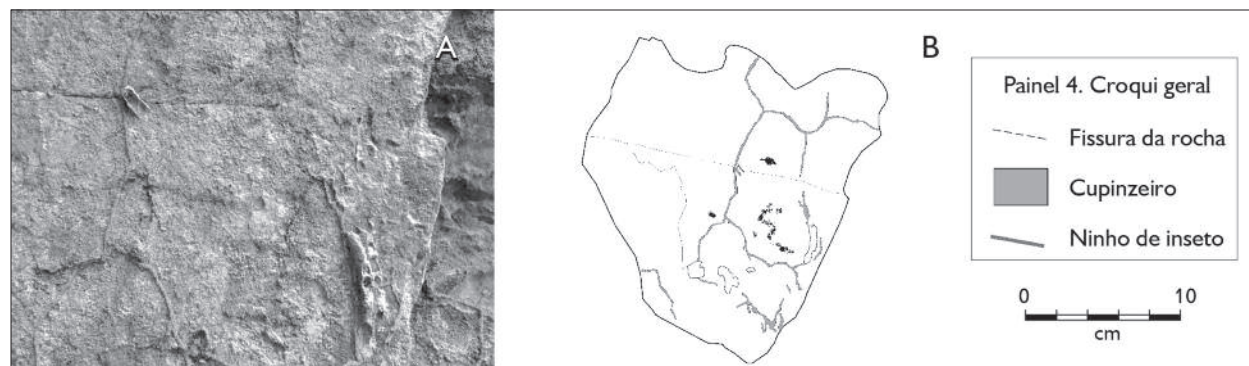 A
B
Painel 4. Croqui geral
Fissura da rocha
Cupinzeiro
Ninho de inseto
0 10
cm